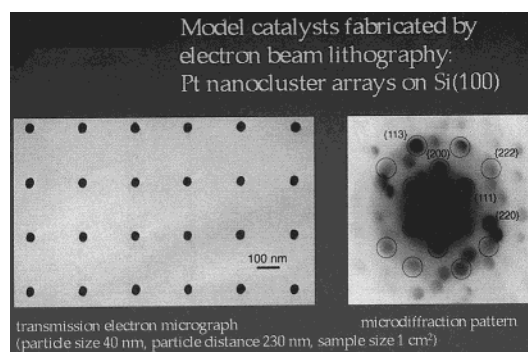 Model catalysts fabricated by
electron beam lithography:
Pt nanocluster arrays on Si(100)
{113}
{200}
{222}
{111}
{220}
100 nm
transmission electron micrograph
(particle size 40 nm, particle distance 230 nm, sample size 1 cm²)
microdiffraction pattern